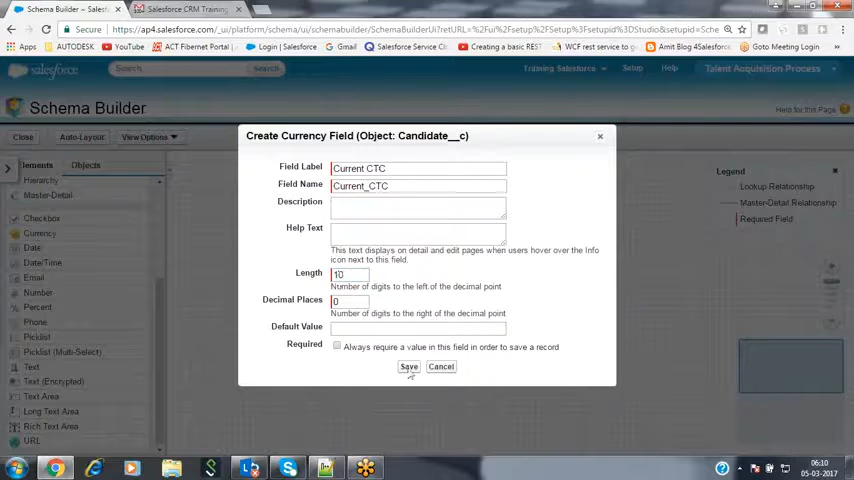 Schema Builder ~ Salesfo
Salesforce CRM Training
Secure
https://ap4.salesforce.com/_ui/platform/schema/ui/schemabuilder/SchemaBuilderUi?retURL=%2Fui%2Fsetup%2FSetup%3Fsetupid%3DStudio&setupid=Sche
Apps
AUTODESK
YouTube
ACT Fibernet Portal
Login | Salesforce
Gmail
Salesforce Service C
Creating a basic REST
WCF rest service to g
Amit Blog 4Salesforc
Goto Meeting Login
salesforce
Search
Search
Training Salesforce
Setup
Help
Talent Acquisition Process
Schema Builder
Help for this Page
Close
Auto-Layout
View Options
Elements
Objects
Hierarchy
Master-Detail
Checkbox
Currency
Date
Date/Time
Email
Number
Percent
Phone
Picklist
Picklist (Multi-Select)
Text
Text (Encrypted)
Text Area
Long Text Area
Rich Text Area
URL
Create Currency Field (Object: Candidate__c)
Field Label
Current CTC
Field Name
Current_CTC
Description
Help Text
This text displays on detail and edit pages when users hover over the Info
icon next to this field.
Length
10
Number of digits to the left of the decimal point
Decimal Places
0
Number of digits to the right of the decimal point
Default Value
Required
Always require a value in this field in order to save a record
Save
Cancel
Legend
Lookup Relationship
Master-Detail Relationship
Required Field
06:10
05-03-2017